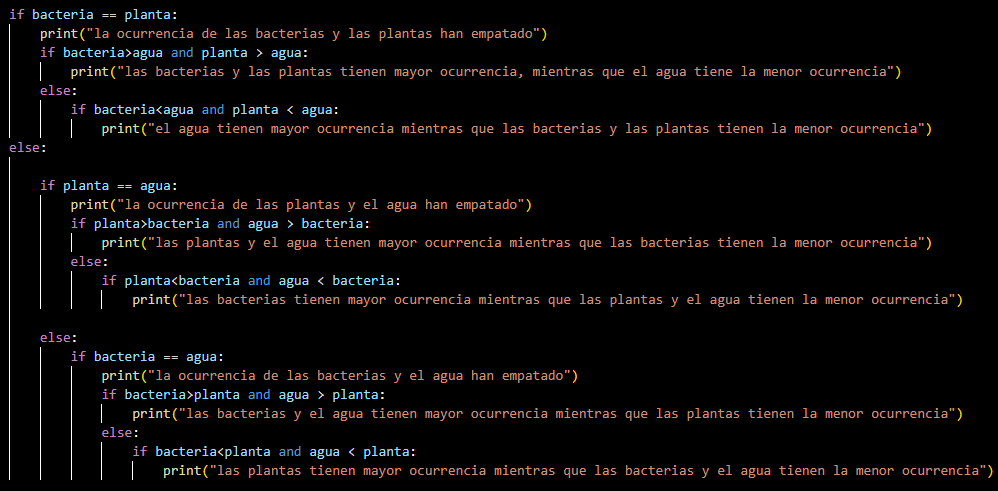 if bacteria == planta:
    print("la ocurrencia de las bacterias y las plantas han empatado")
    if bacteria>agua and planta > agua:
        print("las bacterias y las plantas tienen mayor ocurrencia, mientras que el agua tiene la menor ocurrencia")
    else:
        if bacteria<agua and planta < agua:
            print("el agua tienen mayor ocurrencia mientras que las bacterias y las plantas tienen la menor ocurrencia")
else:
    if planta == agua:
        print("la ocurrencia de las plantas y el agua han empatado")
        if planta>bacteria and agua > bacteria:
            print("las plantas y el agua tienen mayor ocurrencia mientras que las bacterias tienen la menor ocurrencia")
        else:
            if planta<bacteria and agua < bacteria:
                print("las bacterias tienen mayor ocurrencia mientras que las plantas y el agua tienen la menor ocurrencia")
    else:
        if bacteria == agua:
            print("la ocurrencia de las bacterias y el agua han empatado")
            if bacteria>planta and agua > planta:
                print("las bacterias y el agua tienen mayor ocurrencia mientras que las plantas tienen la menor ocurrencia")
            else:
                if bacteria<planta and agua < planta:
                    print("las plantas tienen mayor ocurrencia mientras que las bacterias y el agua tienen la menor ocurrencia")